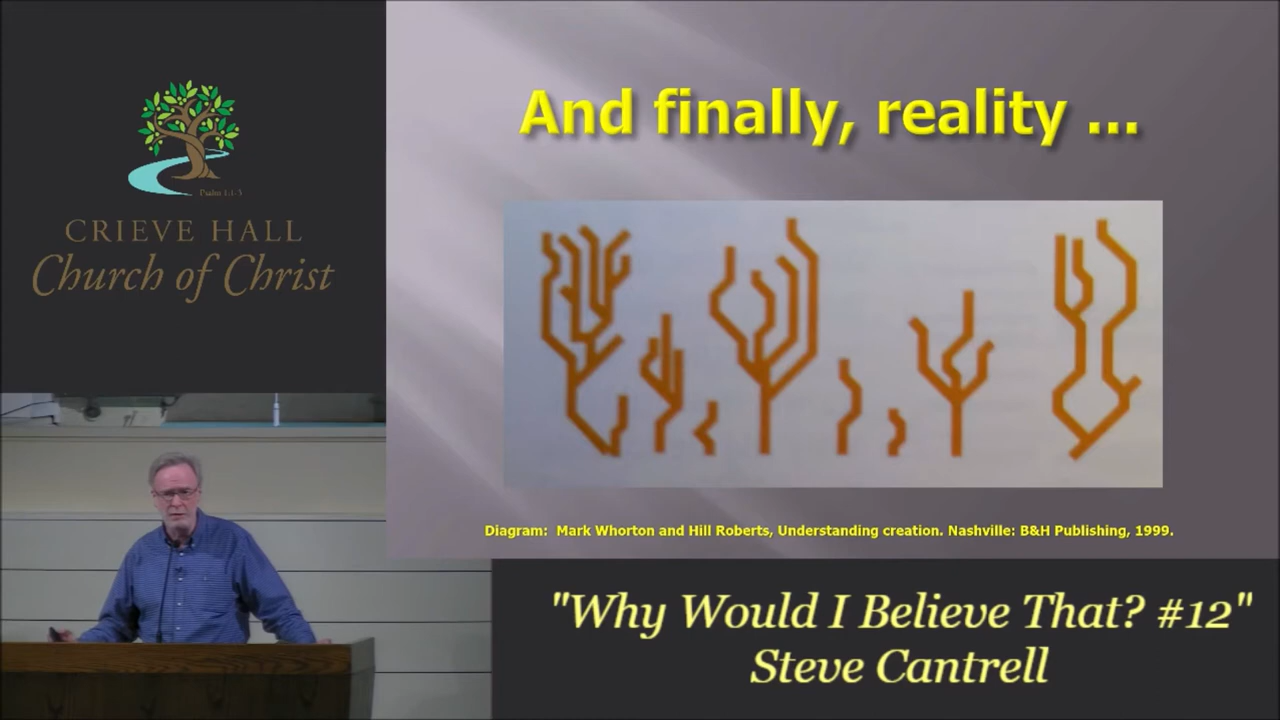 Psalm 1:1-3
CRIEVE HALL
Church of Christ
And finally, reality ...
Diagram: Mark Whorton and Hill Roberts, Understanding creation. Nashville: B&H Publishing, 1999.
"Why Would I Believe That? #12"
Steve Cantrell